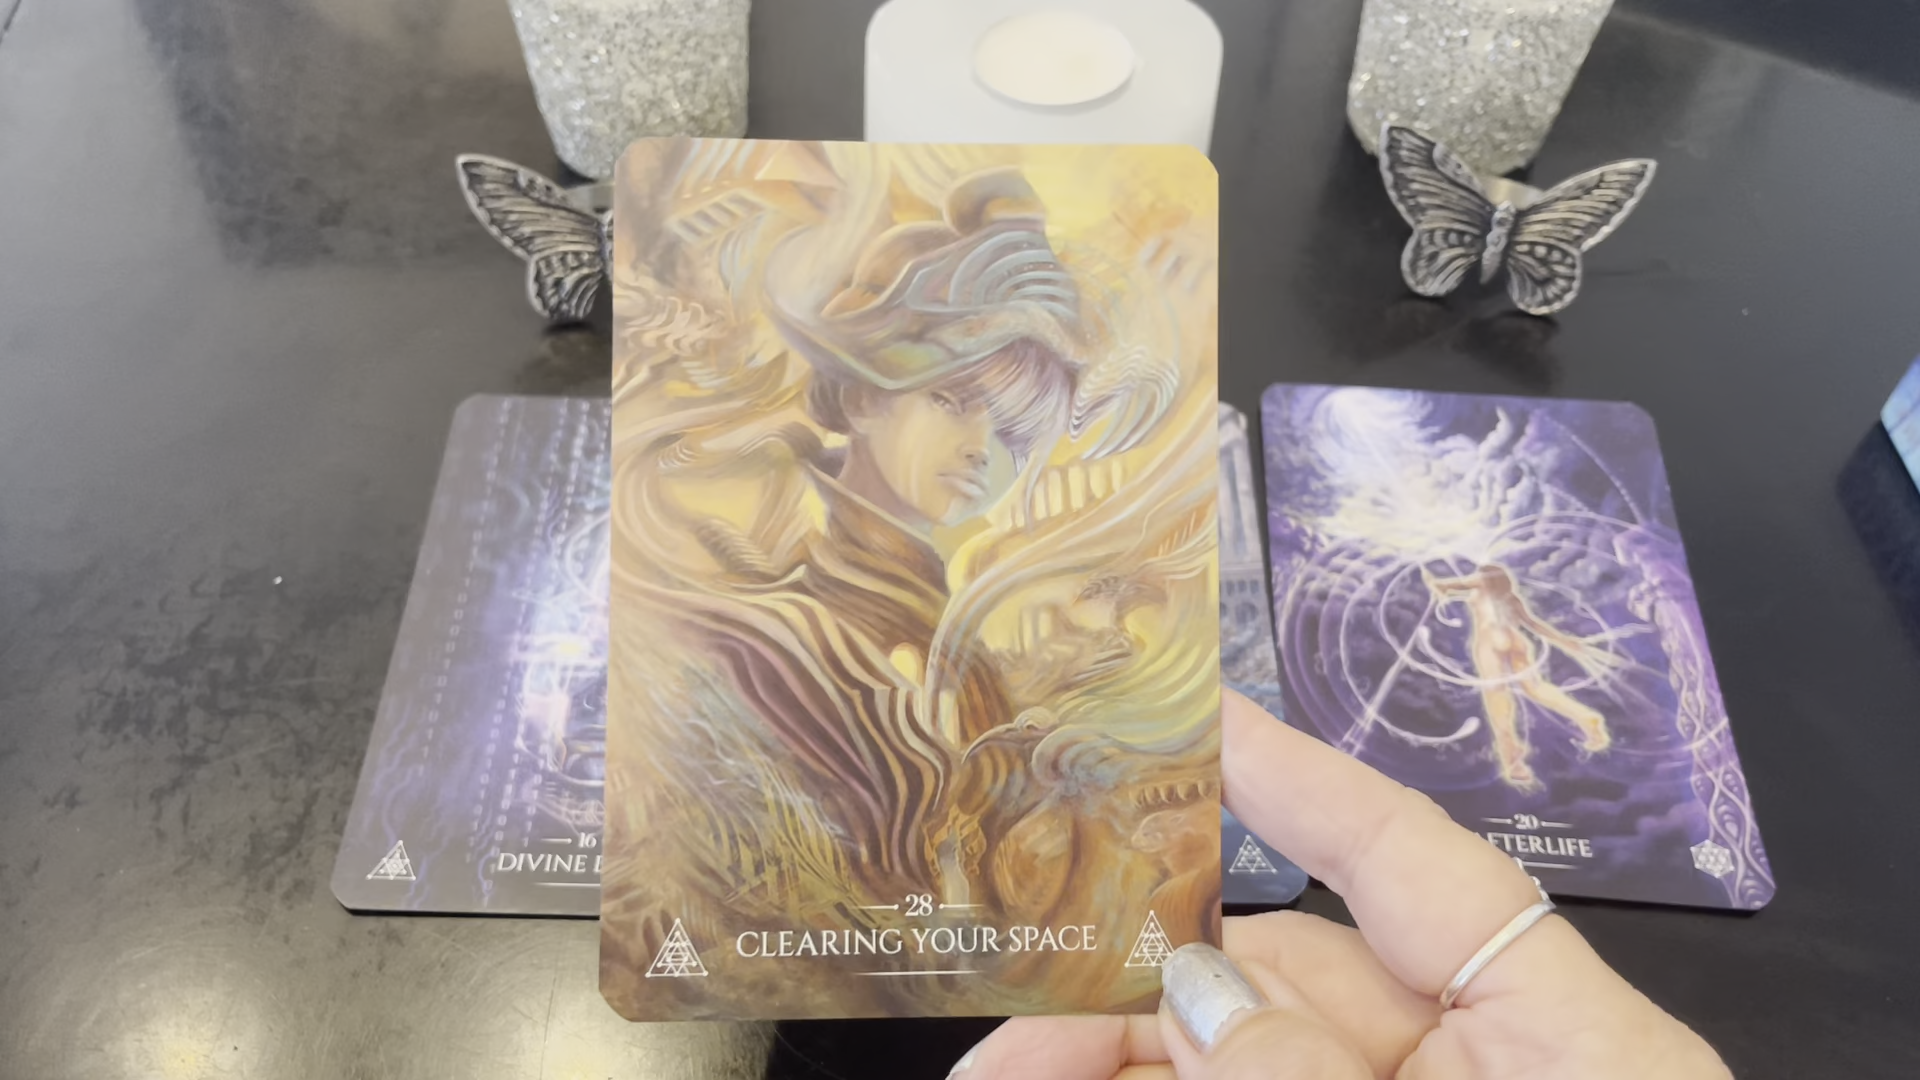 28
CLEARING YOUR SPACE
16
DIVINE
20
AFTERLIFE